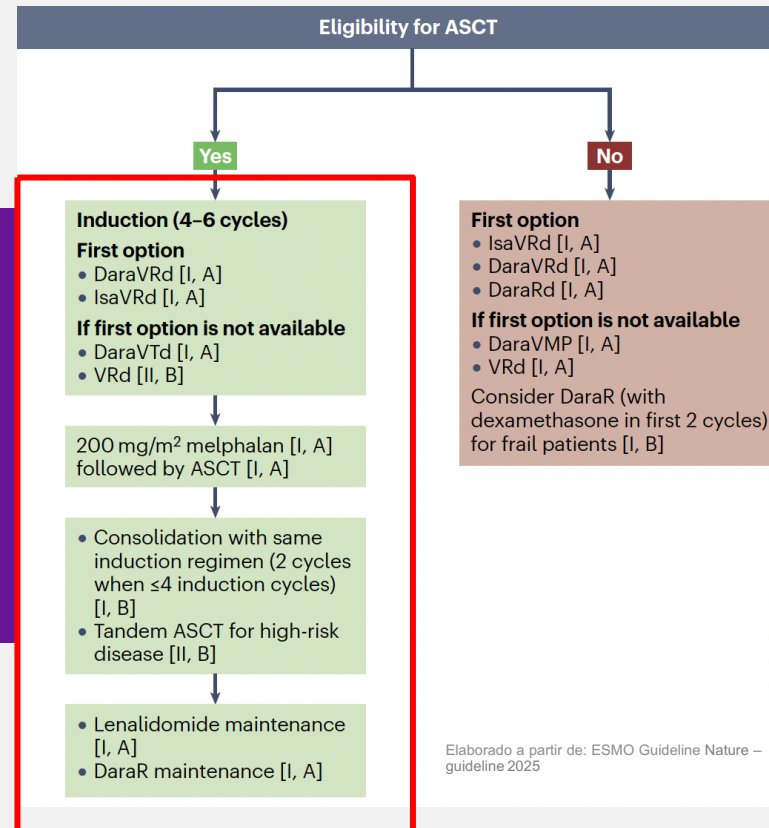 Eligibility for ASCT
Yes
Induction (4–6 cycles)
First option
• DaraVRd [I, A]
• IsaVRd [I, A]
If first option is not available
• DaraVTd [I, A]
• VRd [II, B]
200 mg/m² melphalan [I, A]
followed by ASCT [I, A]
• Consolidation with same
induction regimen (2 cycles
when ≤4 induction cycles)
[I, B]
• Tandem ASCT for high-risk
disease [II, B]
• Lenalidomide maintenance
[I, A]
• DaraR maintenance [I, A]
No
First option
• IsaVRd [I, A]
• DaraVRd [I, A]
• DaraRd [I, A]
If first option is not available
• DaraVMP [I, A]
• VRd [I, A]
Consider DaraR (with
dexamethasone in first 2 cycles)
for frail patients [I, B]
Elaborado a partir de: ESMO Guideline Nature –
guideline 2025